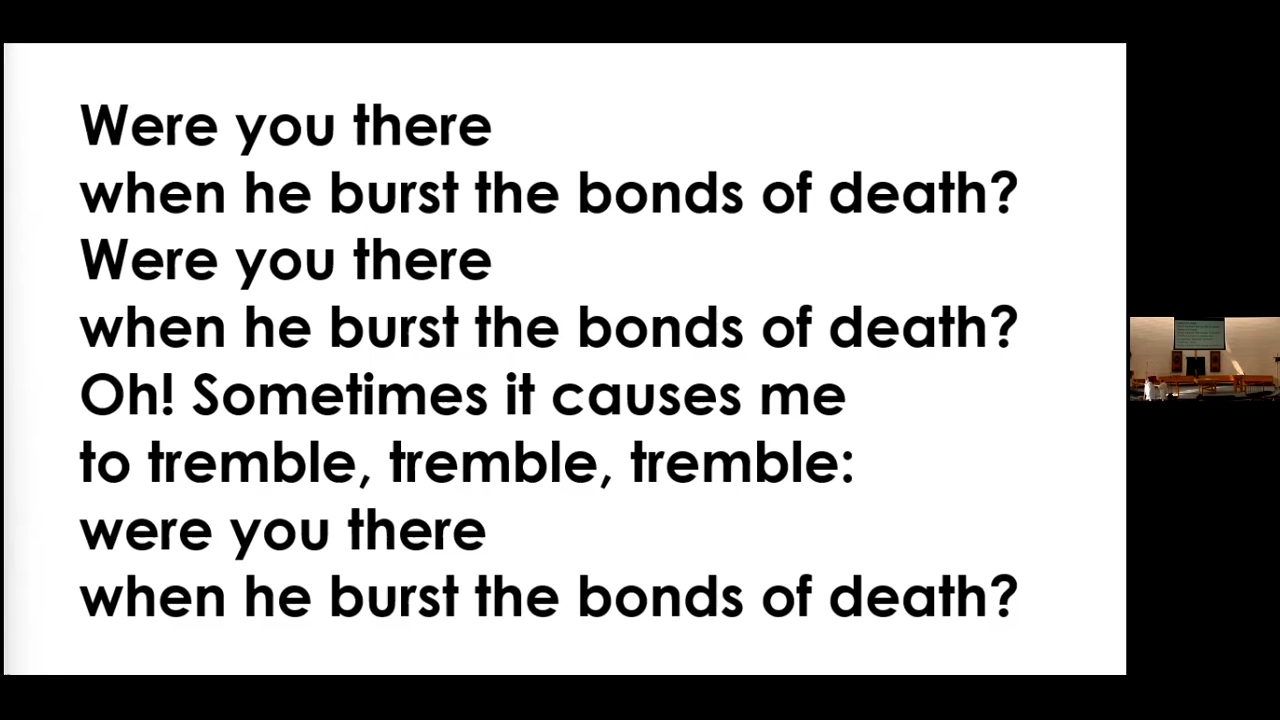 Were you there
when he burst the bonds of death?
Were you there
when he burst the bonds of death?
Oh! Sometimes it causes me
to tremble, tremble, tremble:
were you there
when he burst the bonds of death?